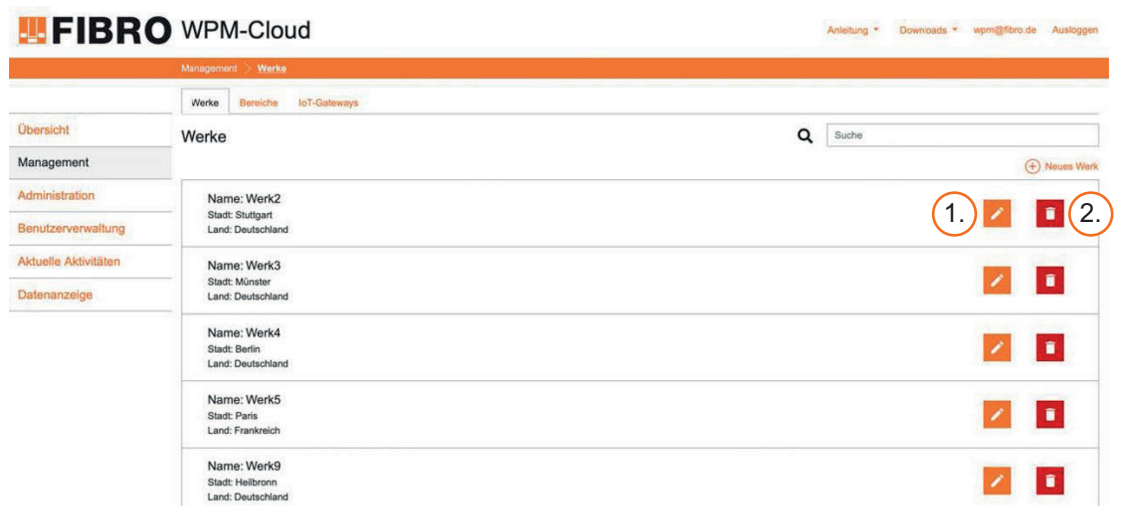 FIBRO WPM-Cloud
Anleitung Downloads wpm@fibro.de Ausloggen
Management Werke
Werke Bereiche IoT-Gateways
Übersicht
Management
Administration
Benutzerverwaltung
Aktuelle Aktivitäten
Datenanzeige
Werke
Suche
Neues Werk
Name: Werk2
Stadt: Stuttgart
Land: Deutschland
1. 2.
Name: Werk3
Stadt: Münster
Land: Deutschland
Name: Werk4
Stadt: Berlin
Land: Deutschland
Name: Werk5
Stadt: Paris
Land: Frankreich
Name: Werk9
Stadt: Heilbronn
Land: Deutschland